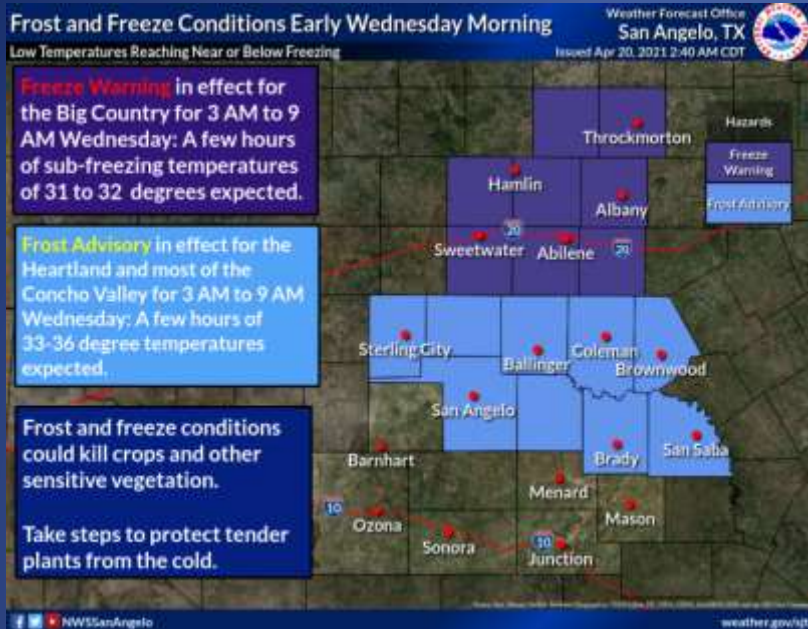 Frost and Freeze Conditions Early Wednesday Morning
Low Temperatures Reaching Near or Below Freezing
Weather Forecast Office
San Angelo, TX
Issued Apr 20, 2021 2:40 AM CDT
Freeze Warning in effect for
the Big Country for 3 AM to 9
AM Wednesday: A few hours
of sub-freezing temperatures
of 31 to 32 degrees expected.
Frost Advisory in effect for the
Heartland and most of the
Concho Valley for 3 AM to 9 AM
Wednesday: A few hours of
33-36 degree temperatures
expected.
Frost and freeze conditions
could kill crops and other
sensitive vegetation.
Take steps to protect tender
plants from the cold.
Hazards
Freeze
Warning
Frost Advisory
Throckmorton
Hamlin
Albany
20
Sweetwater
Abilene
20
Sterling City
Ballinger
Coleman
Brownwood
San Angelo
Barnhart
Brady
San Saba
Menard
10
Ozona
Mason
Sonora
10
Junction
NWSSanAngelo
weather.gov/sjt